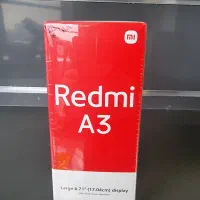 mi
Redmi
A3
Large 6.71" (17.04cm) display